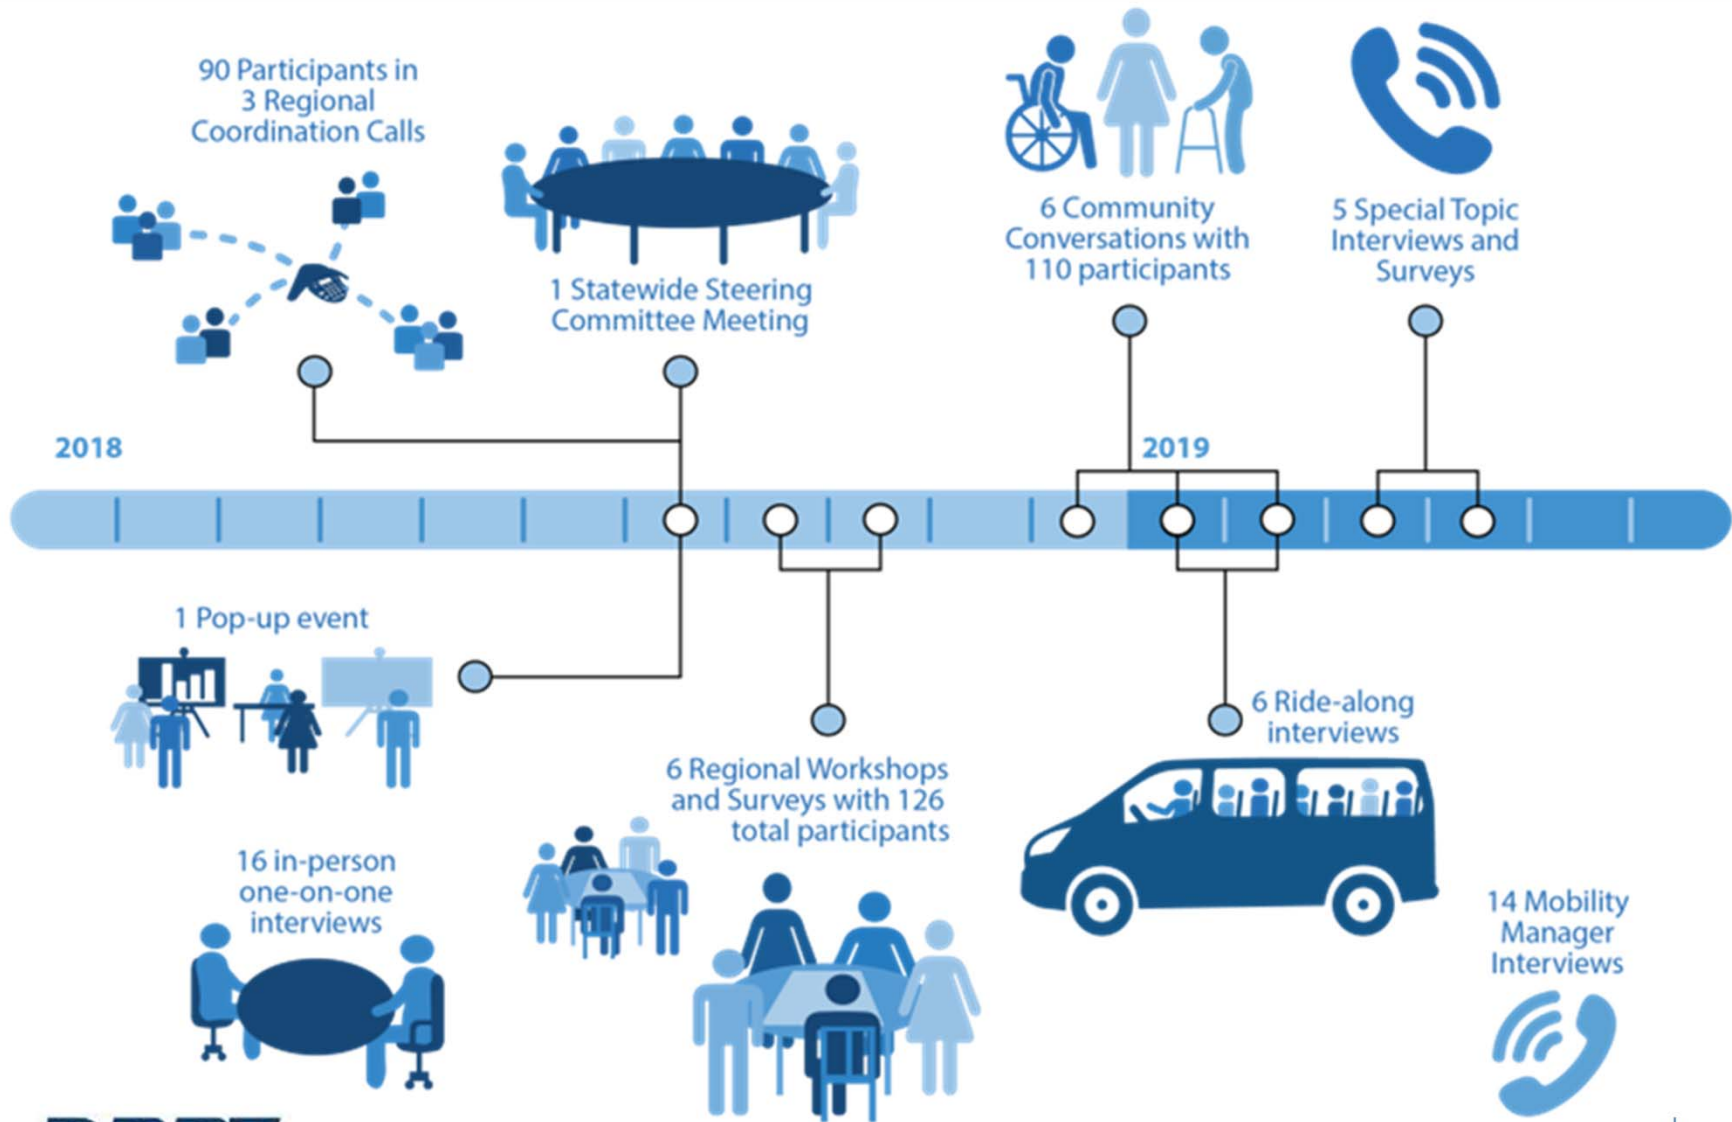 90 Participants in
3 Regional
Coordination Calls
1 Statewide Steering
Committee Meeting
6 Community
Conversations with
110 participants
5 Special Topic
Interviews and
Surveys
2018
2019
1 Pop-up event
16 in-person
one-on-one
interviews
6 Regional Workshops
and Surveys with 126
total participants
6 Ride-along
interviews
14 Mobility
Manager
Interviews